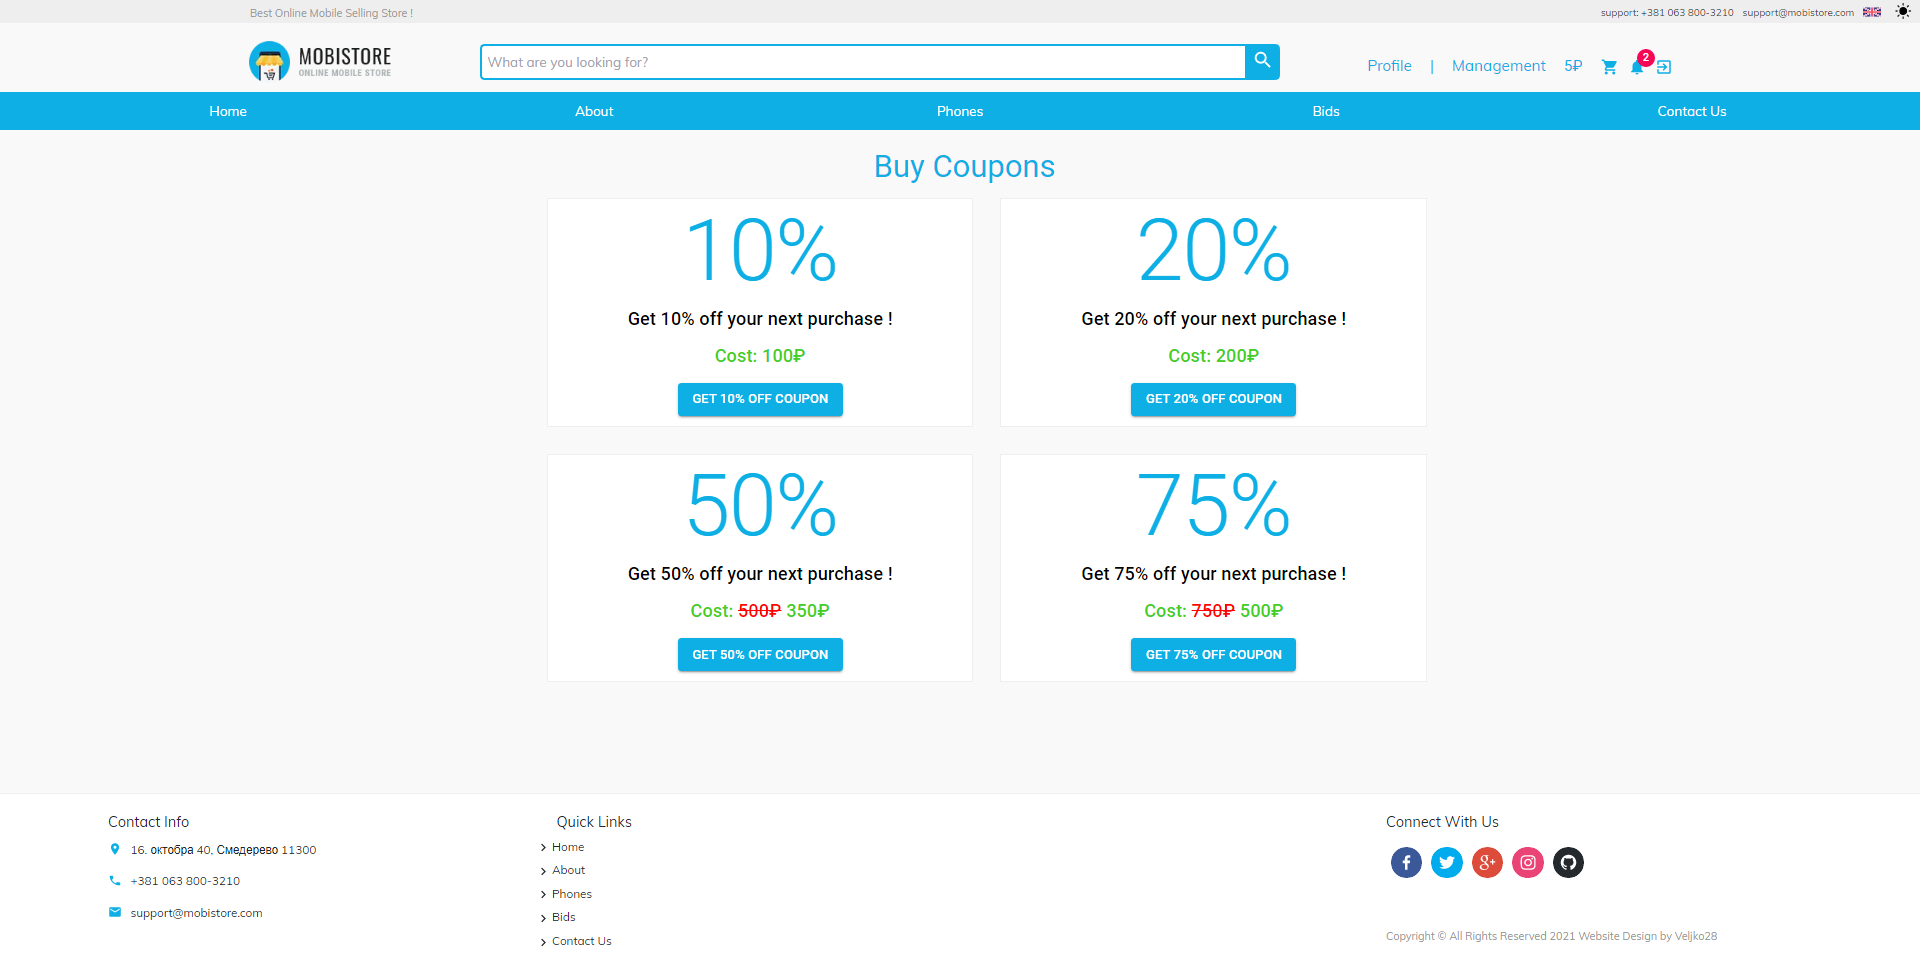 Best Online Mobile Selling Store !
support: +381 063 800-3210 support@mobistore.com
MOBISTORE
ONLINE MOBILE STORE
What are you looking for?
Profile | Management 5₽ 2
Home About Phones Bids Contact Us
Buy Coupons
10%
Get 10% off your next purchase !
Cost: 100₽
GET 10% OFF COUPON
20%
Get 20% off your next purchase !
Cost: 200₽
GET 20% OFF COUPON
50%
Get 50% off your next purchase !
Cost: 500₽ 350₽
GET 50% OFF COUPON
75%
Get 75% off your next purchase !
Cost: 750₽ 500₽
GET 75% OFF COUPON
Contact Info
16. октобра 40, Смедерево 11300
+381 063 800-3210
support@mobistore.com
Quick Links
Home
About
Phones
Bids
Contact Us
Connect With Us
Copyright © All Rights Reserved 2021 Website Design by Veljko28